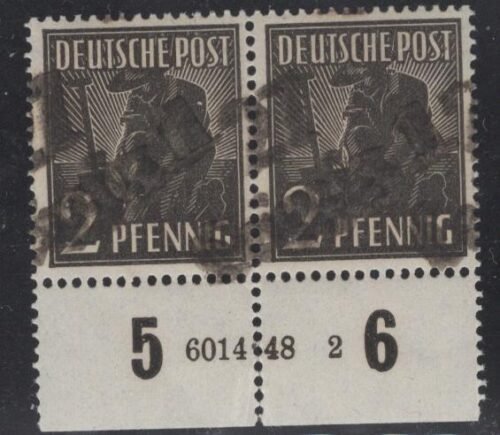 DEUTSCHE POST DEUTSCHE POST
2 PFENNIG 2 PFENNIG
5 6014 48 2 6